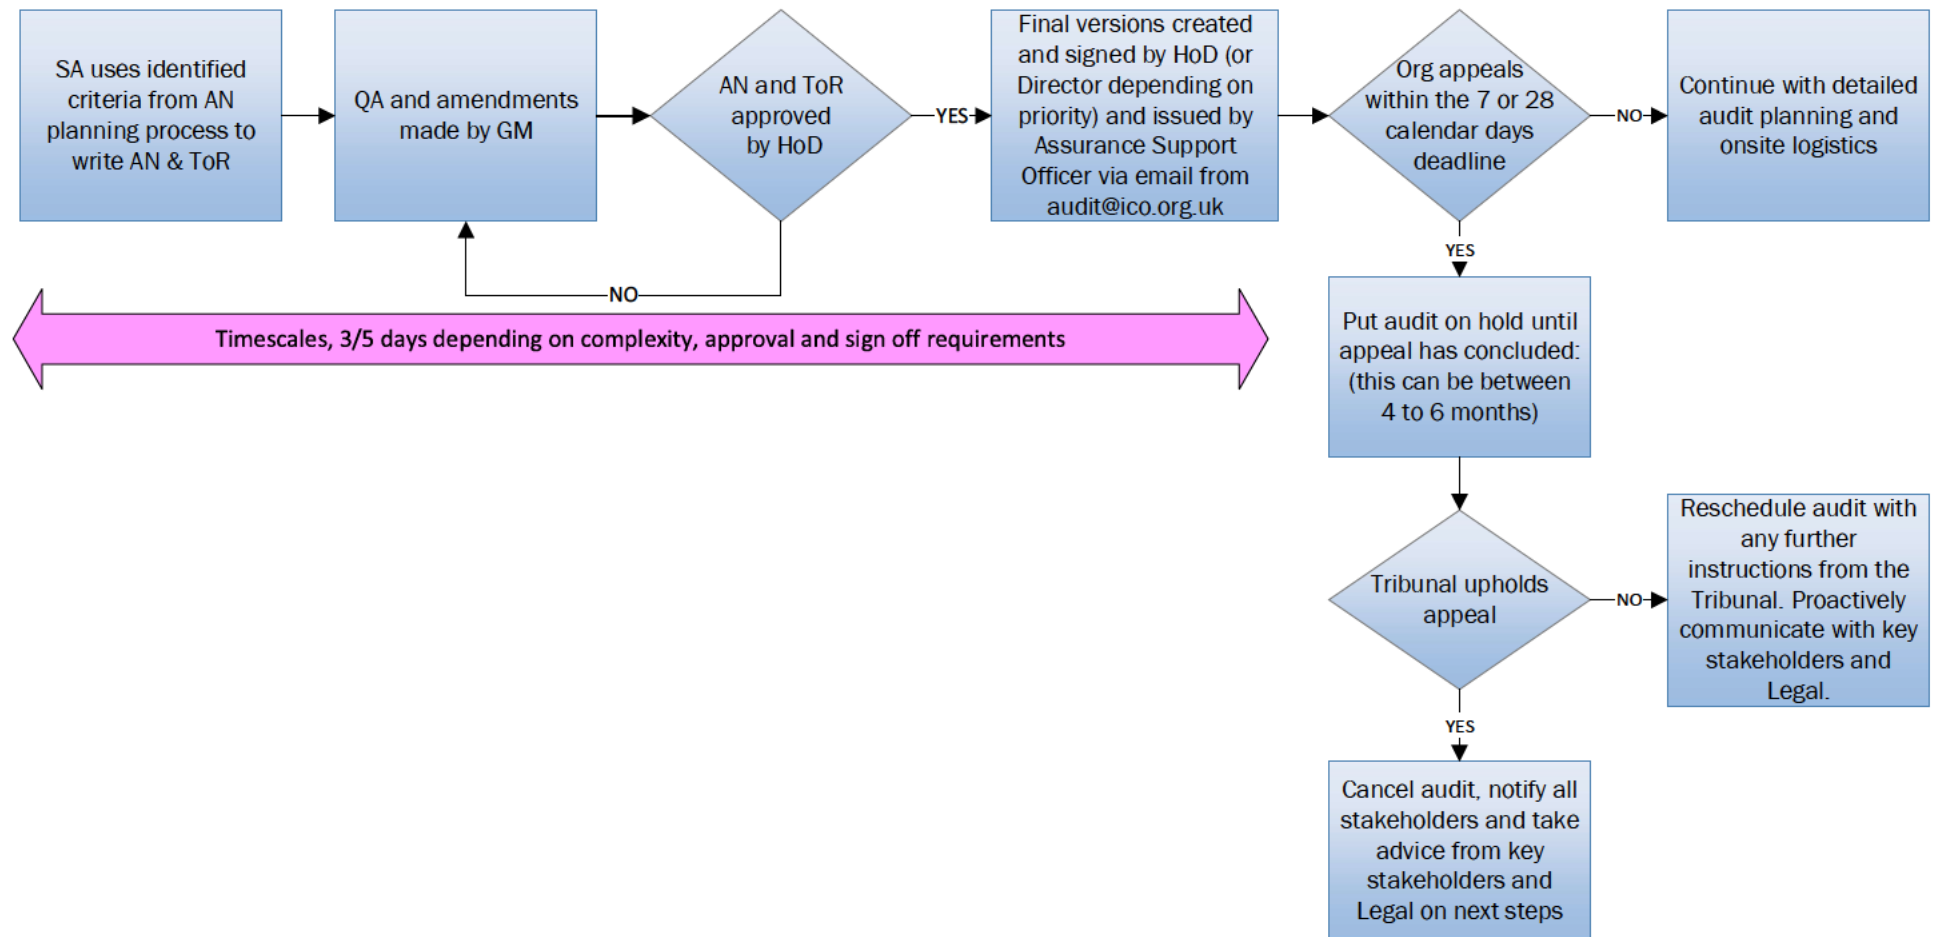 SA uses identified
criteria from AN
planning process to
write AN & ToR
QA and amendments
made by GM
AN and ToR
approved
by HoD
YES
NO
Final versions created
and signed by HoD (or
Director depending on
priority) and issued by
Assurance Support
Officer via email from
audit@ico.org.uk
Org appeals
within the 7 or 28
calendar days
deadline
NO
Continue with detailed
audit planning and
onsite logistics
YES
Timescales, 3/5 days depending on complexity, approval and sign off requirements
Put audit on hold until
appeal has concluded:
(this can be between
4 to 6 months)
Tribunal upholds
appeal
NO
Reschedule audit with
any further
instructions from the
Tribunal. Proactively
communicate with key
stakeholders and
Legal.
YES
Cancel audit, notify all
stakeholders and take
advice from key
stakeholders and
Legal on next steps